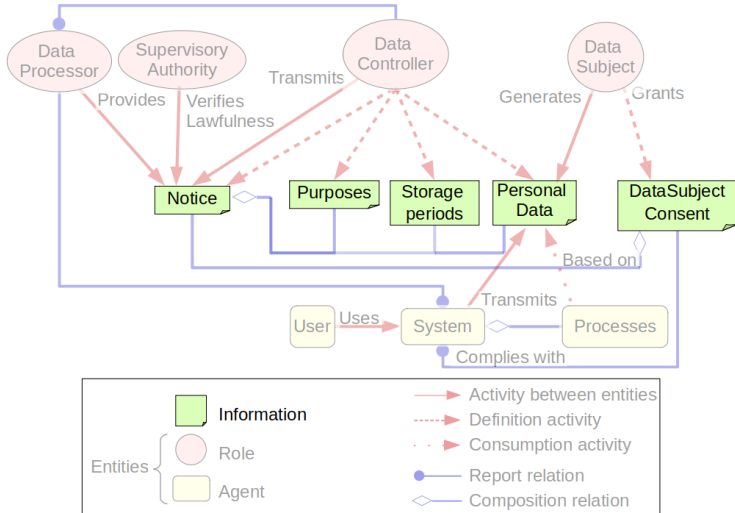 Data
Processor
Supervisory
Authority
Data
Controller
Data
Subject
Transmits
Provides
Verifies
Lawfulness
Generates
Grants
Notice
Purposes
Storage
periods
Personal
Data
DataSubject
Consent
Based on
Transmits
User
Uses
System
Processes
Complies with
Information
Entities
Role
Agent
Activity between entities
Definition activity
Consumption activity
Report relation
Composition relation